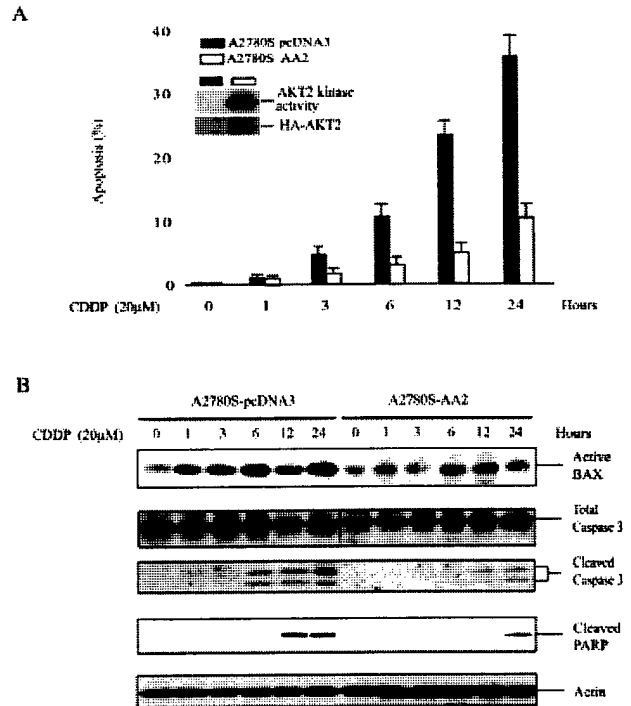 A
40
30
20
10
0
Apoptosis (%)
A2780S pcDNA3
A2780S AA2
AKT2 kinase
activity
HA-AKT2
CDDP (20μM) 0 1 3 6 12 24 Hours
B
A2780S-pcDNA3 A2780S-AA2
CDDP (20μM) 0 1 3 6 12 24 0 1 3 6 12 24 Hours
Active
BAX
Total
Caspase 3
Cleaved
Caspase 3
Cleaved
PARP
Actin